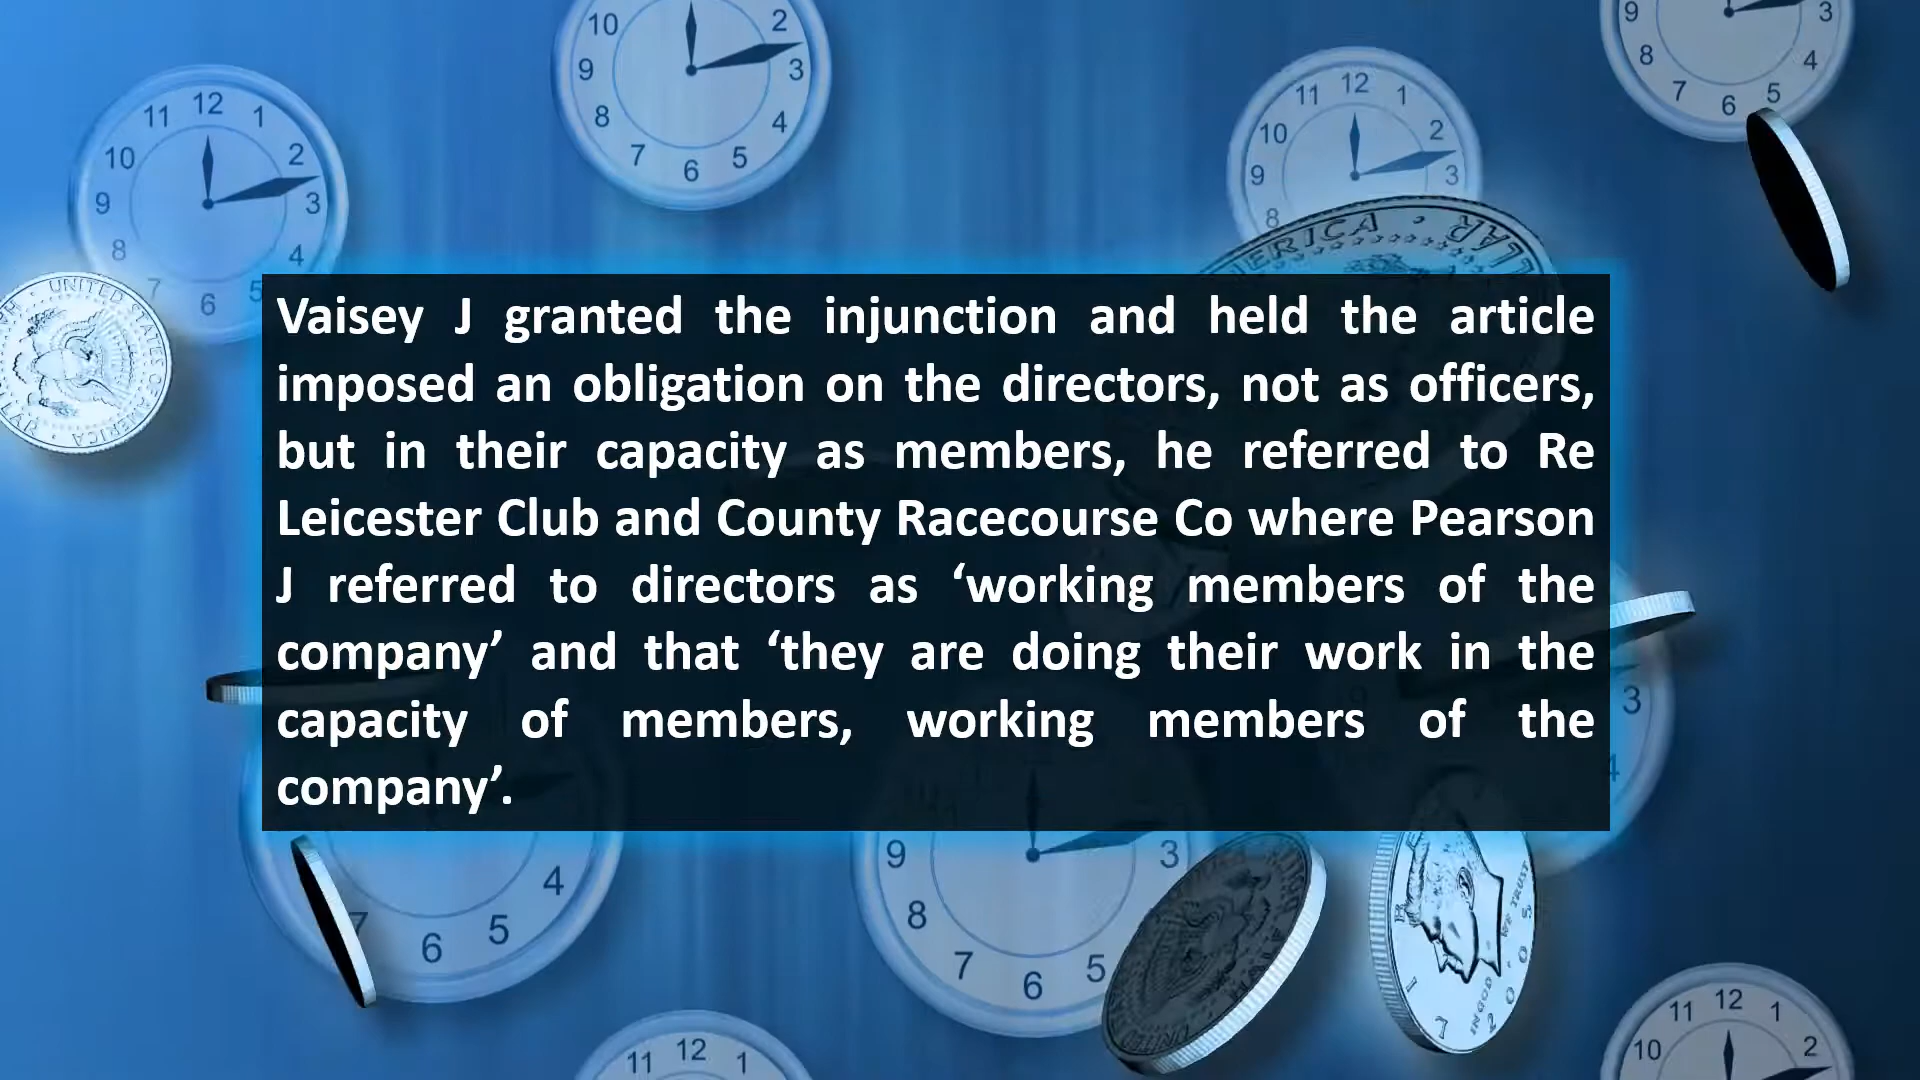 Vaisey J granted the injunction and held the article
imposed an obligation on the directors, not as officers,
but in their capacity as members, he referred to Re
Leicester Club and County Racecourse Co where Pearson
J referred to directors as ‘working members of the
company’ and that ‘they are doing their work in the
capacity of members, working members of the
company’.